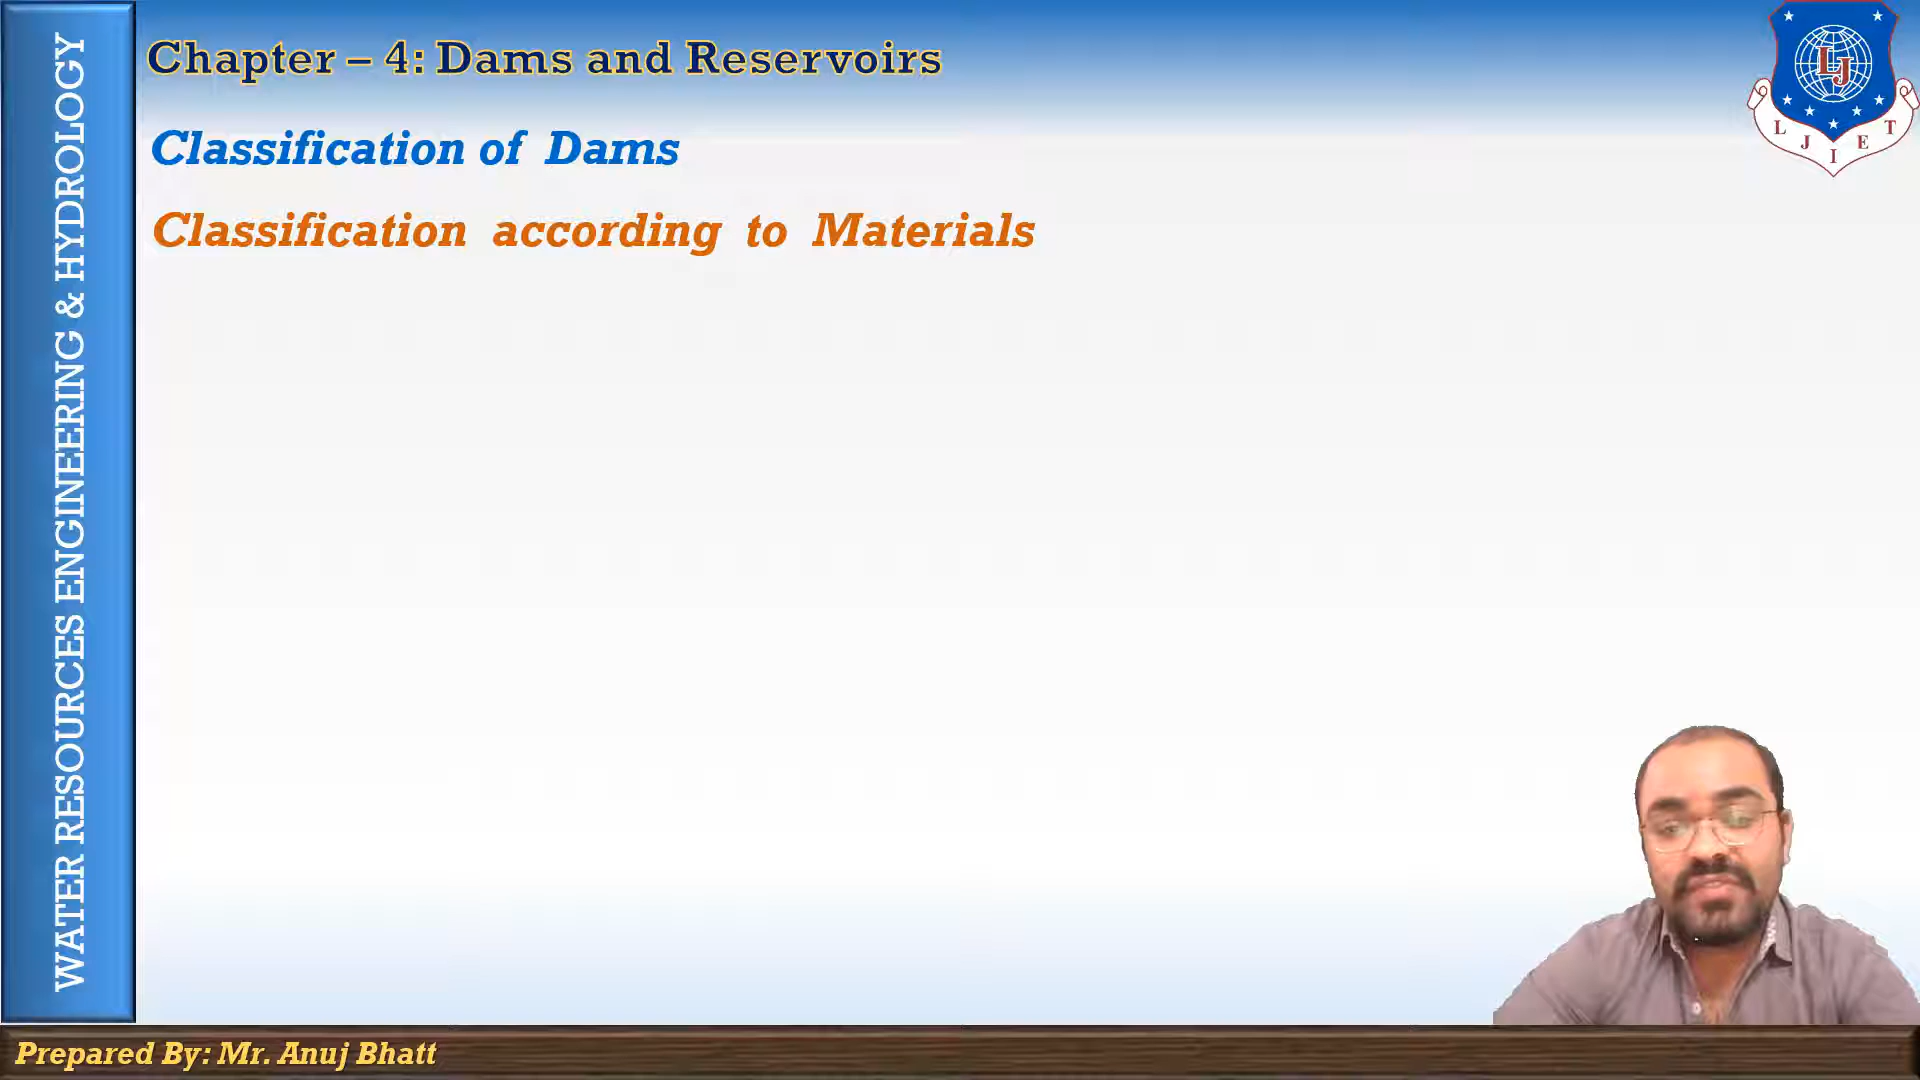 Chapter – 4: Dams and Reservoirs
Classification of Dams
Classification according to Materials
WATER RESOURCES ENGINEERING & HYDROLOGY
LJ
L J I E T
Prepared By: Mr. Anuj Bhatt